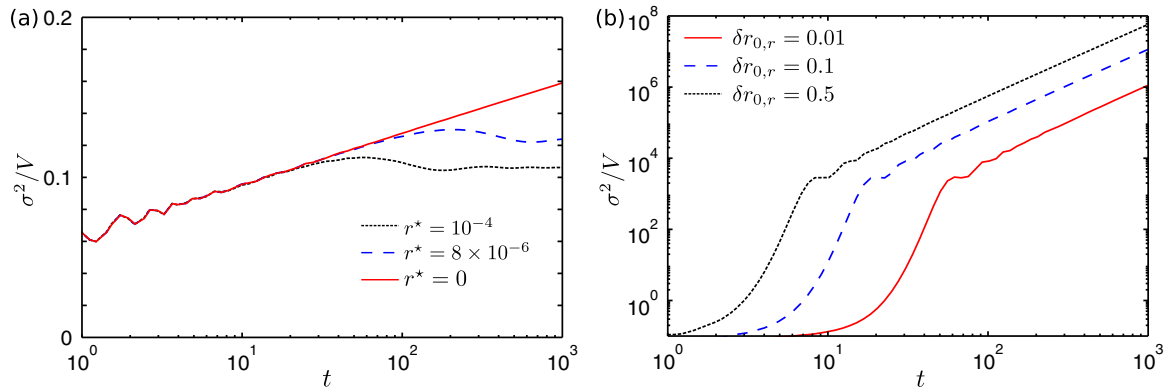 (a)
0.2
0.1
0
σ²/V
r⋆ = 10⁻⁴
r⋆ = 8 × 10⁻⁶
r⋆ = 0
10⁰ 10¹ 10² 10³
t
(b)
10⁸
10⁶
10⁴
10²
10⁰
σ²/V
δr₀,ᵣ = 0.01
δr₀,ᵣ = 0.1
δr₀,ᵣ = 0.5
10⁰ 10¹ 10² 10³
t